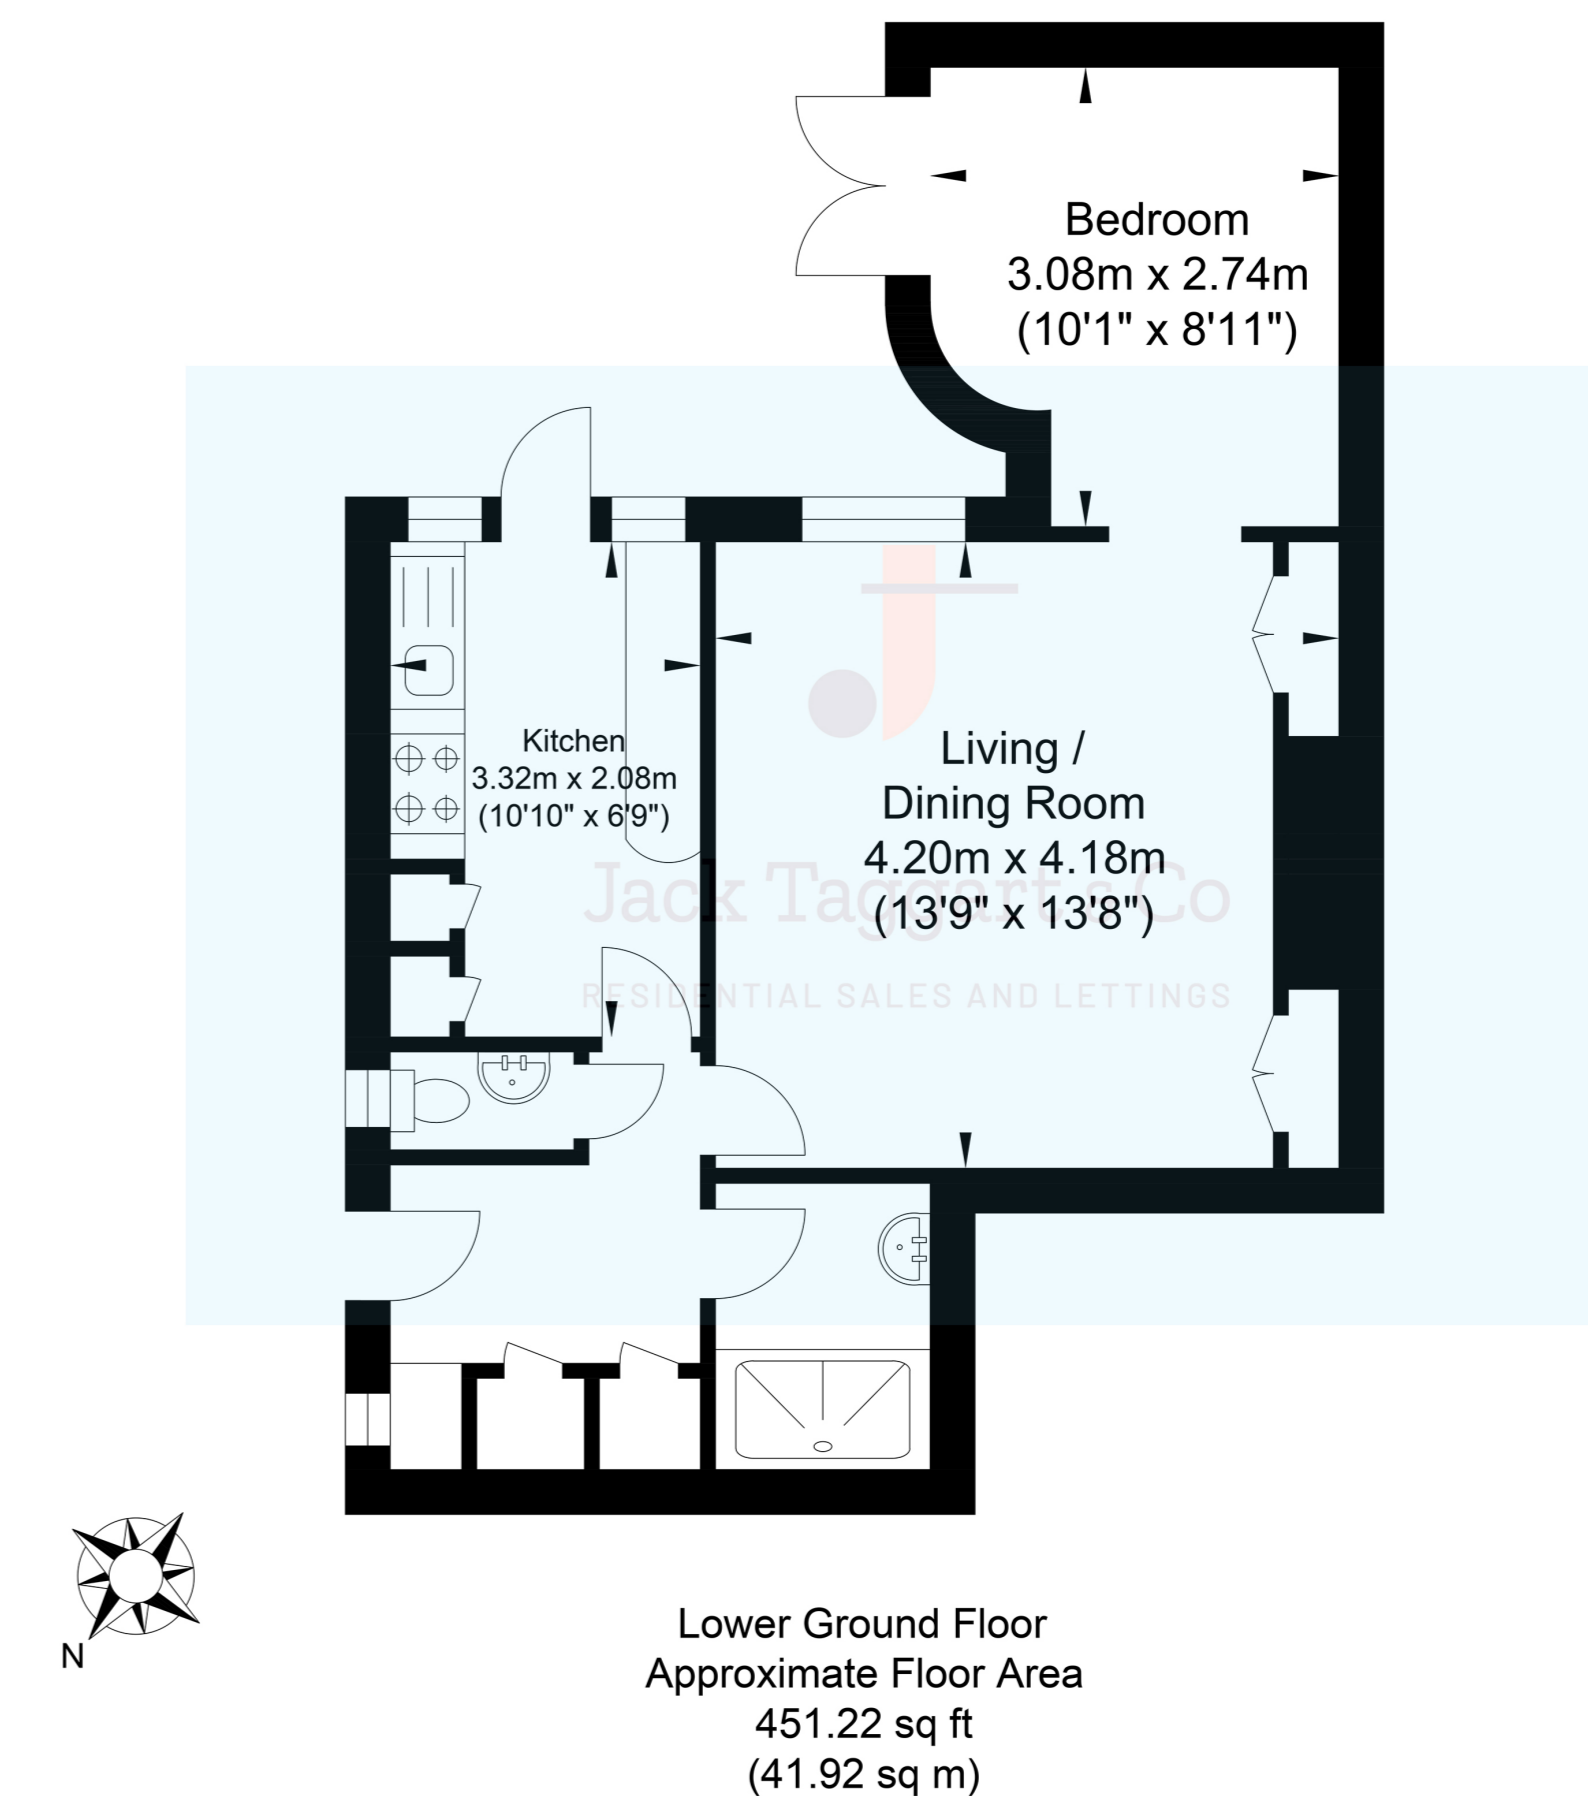 Bedroom
3.08m x 2.74m
(10'1" x 8'11")
Kitchen
3.32m x 2.08m
(10'10" x 6'9")
Living /
Dining Room
4.20m x 4.18m
(13'9" x 13'8")
Jack Taggart & Co
RESIDENTIAL SALES AND LETTINGS
N
Lower Ground Floor
Approximate Floor Area
451.22 sq ft
(41.92 sq m)